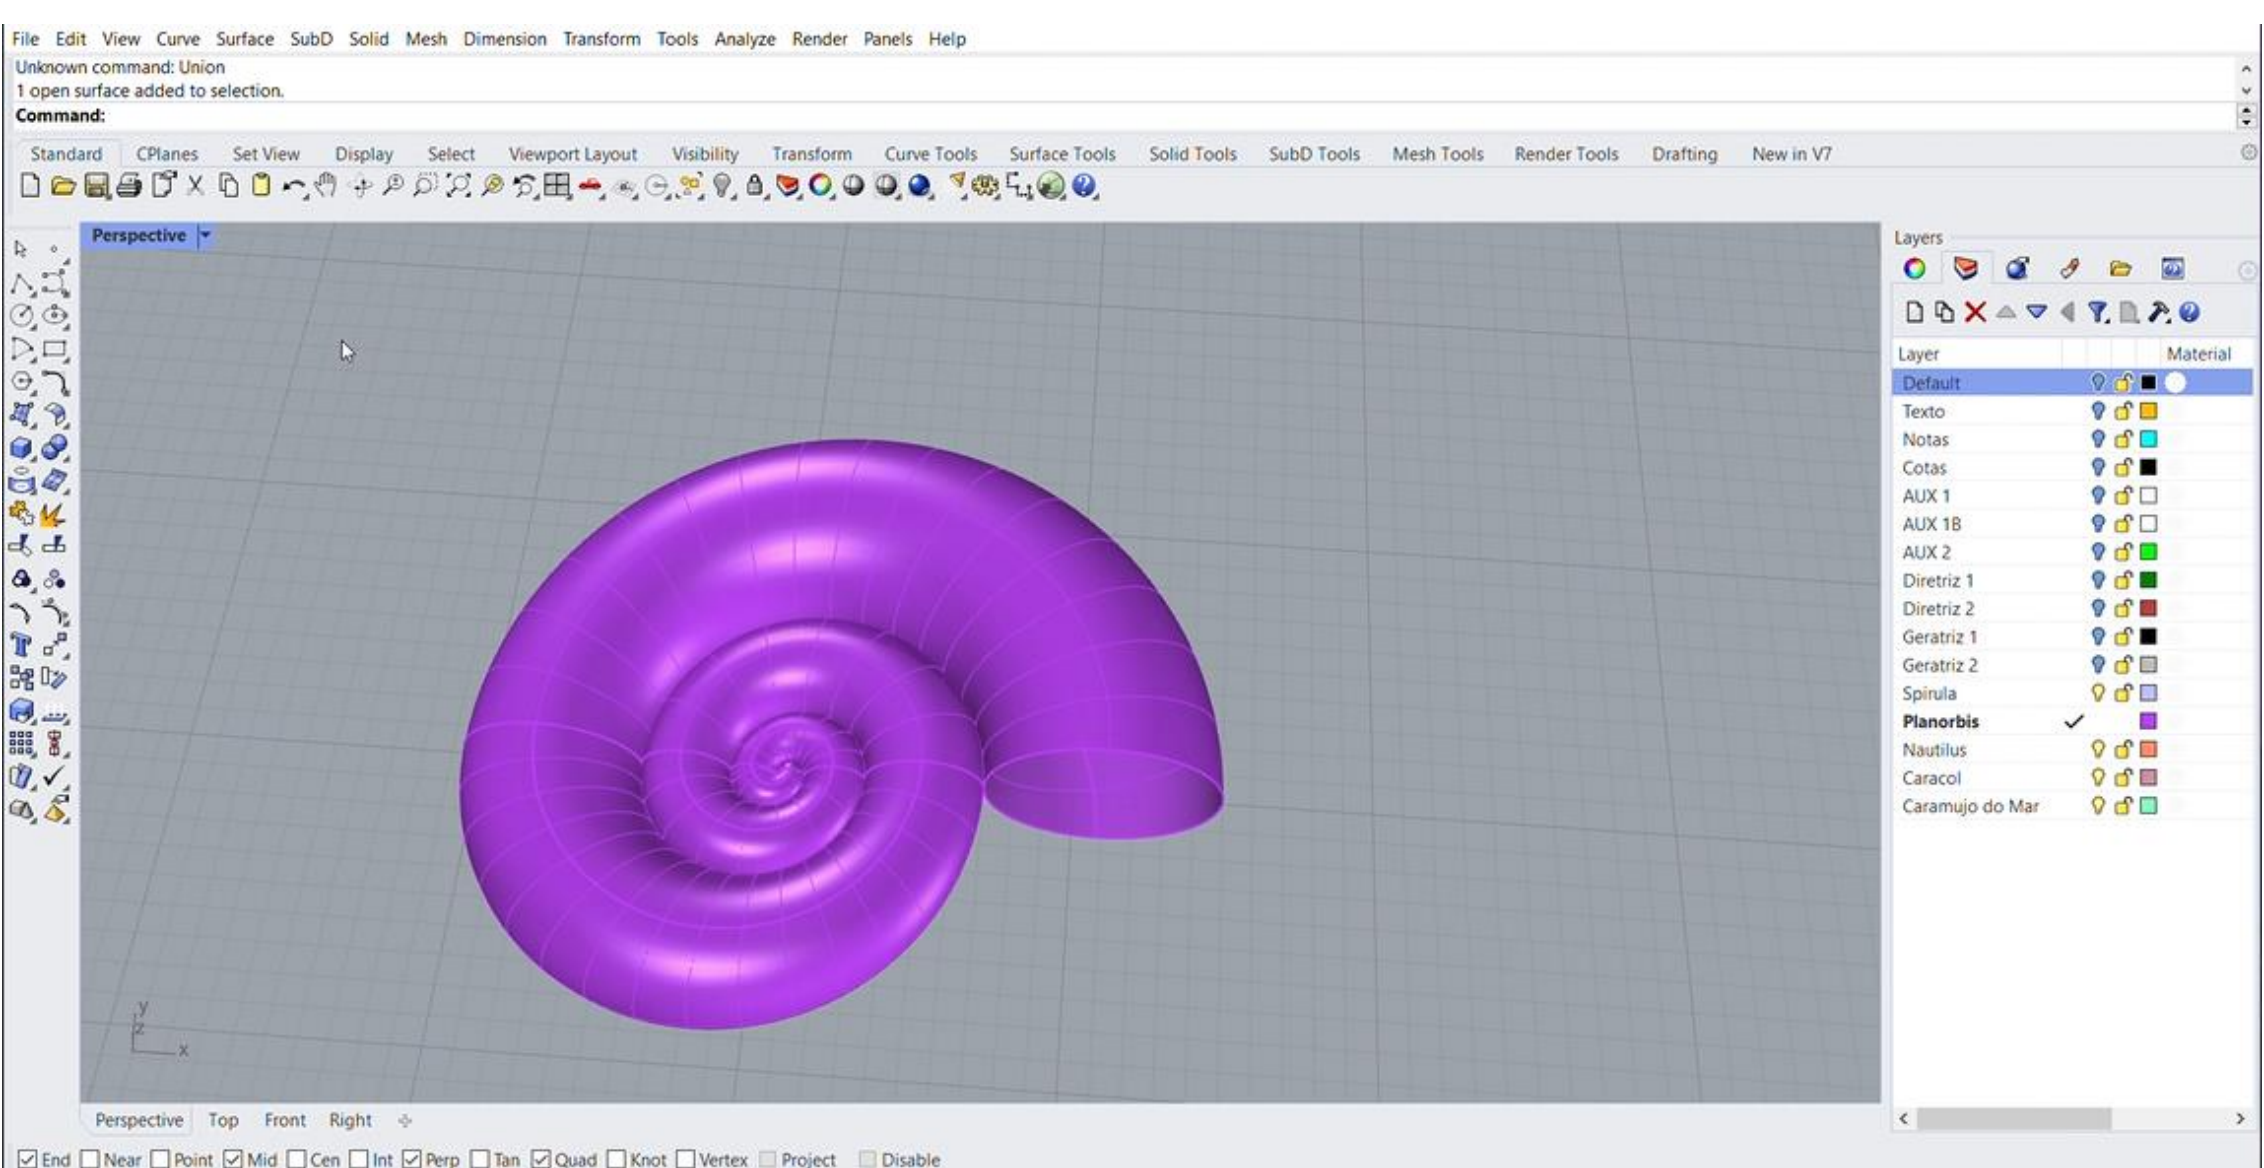 File Edit View Curve Surface SubD Solid Mesh Dimension Transform Tools Analyze Render Panels Help
Unknown command: Union
1 open surface added to selection.
Command:
Standard CPlanes Set View Display Select Viewport Layout Visibility Transform Curve Tools Surface Tools Solid Tools SubD Tools Mesh Tools Render Tools Drafting New in V7
Perspective
Layers
Layer Material
Default
Texto
Notas
Cotas
AUX 1
AUX 1B
AUX 2
Diretriz 1
Diretriz 2
Geratriz 1
Geratriz 2
Spirula
Planorbis
Nautilus
Caracol
Caramujo do Mar
y
z
x
Perspective Top Front Right
End Near Point Mid Cen Int Perp Tan Quad Knot Vertex Project Disable